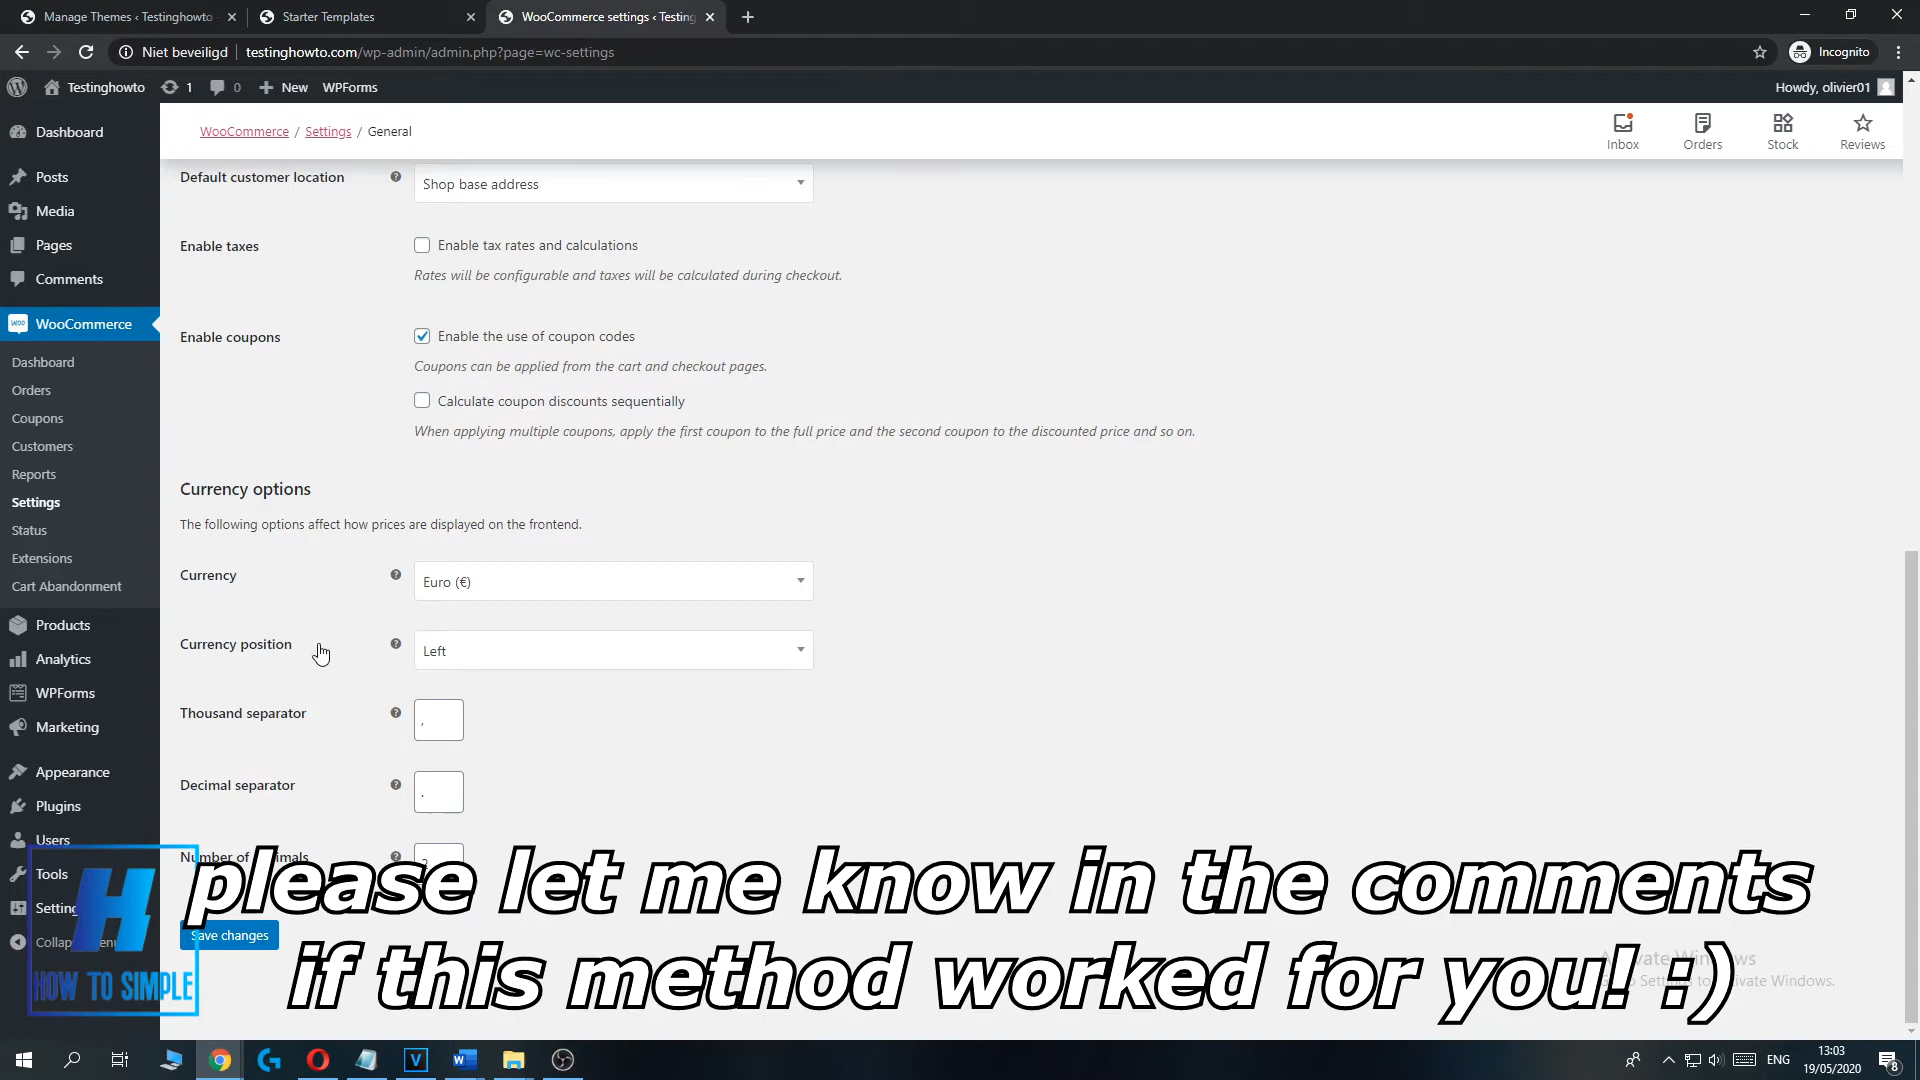 Manage Themes ‹ Testinghowto
Starter Templates
WooCommerce settings ‹ Testing
Niet beveiligd
testinghowto.com/wp-admin/admin.php?page=wc-settings
Incognito
Testinghowto
1
0
New
WPForms
Howdy, olivier01
WooCommerce / Settings / General
Inbox
Orders
Stock
Reviews
Dashboard
Posts
Media
Pages
Comments
WooCommerce
Dashboard
Orders
Coupons
Customers
Reports
Settings
Status
Extensions
Cart Abandonment
Products
Analytics
WPForms
Marketing
Appearance
Plugins
Users
Tools
Default customer location
Shop base address
Enable taxes
Enable tax rates and calculations
Rates will be configurable and taxes will be calculated during checkout.
Enable coupons
Enable the use of coupon codes
Coupons can be applied from the cart and checkout pages.
Calculate coupon discounts sequentially
When applying multiple coupons, apply the first coupon to the full price and the second coupon to the discounted price and so on.
Currency options
The following options affect how prices are displayed on the frontend.
Currency
Euro (€)
Currency position
Left
Thousand separator
,
Decimal separator
.
Number of
Save changes
please let me know in the comments
if this method worked for you! :)
H
HOW TO SIMPLE
ENG
13:03
19/05/2020
8